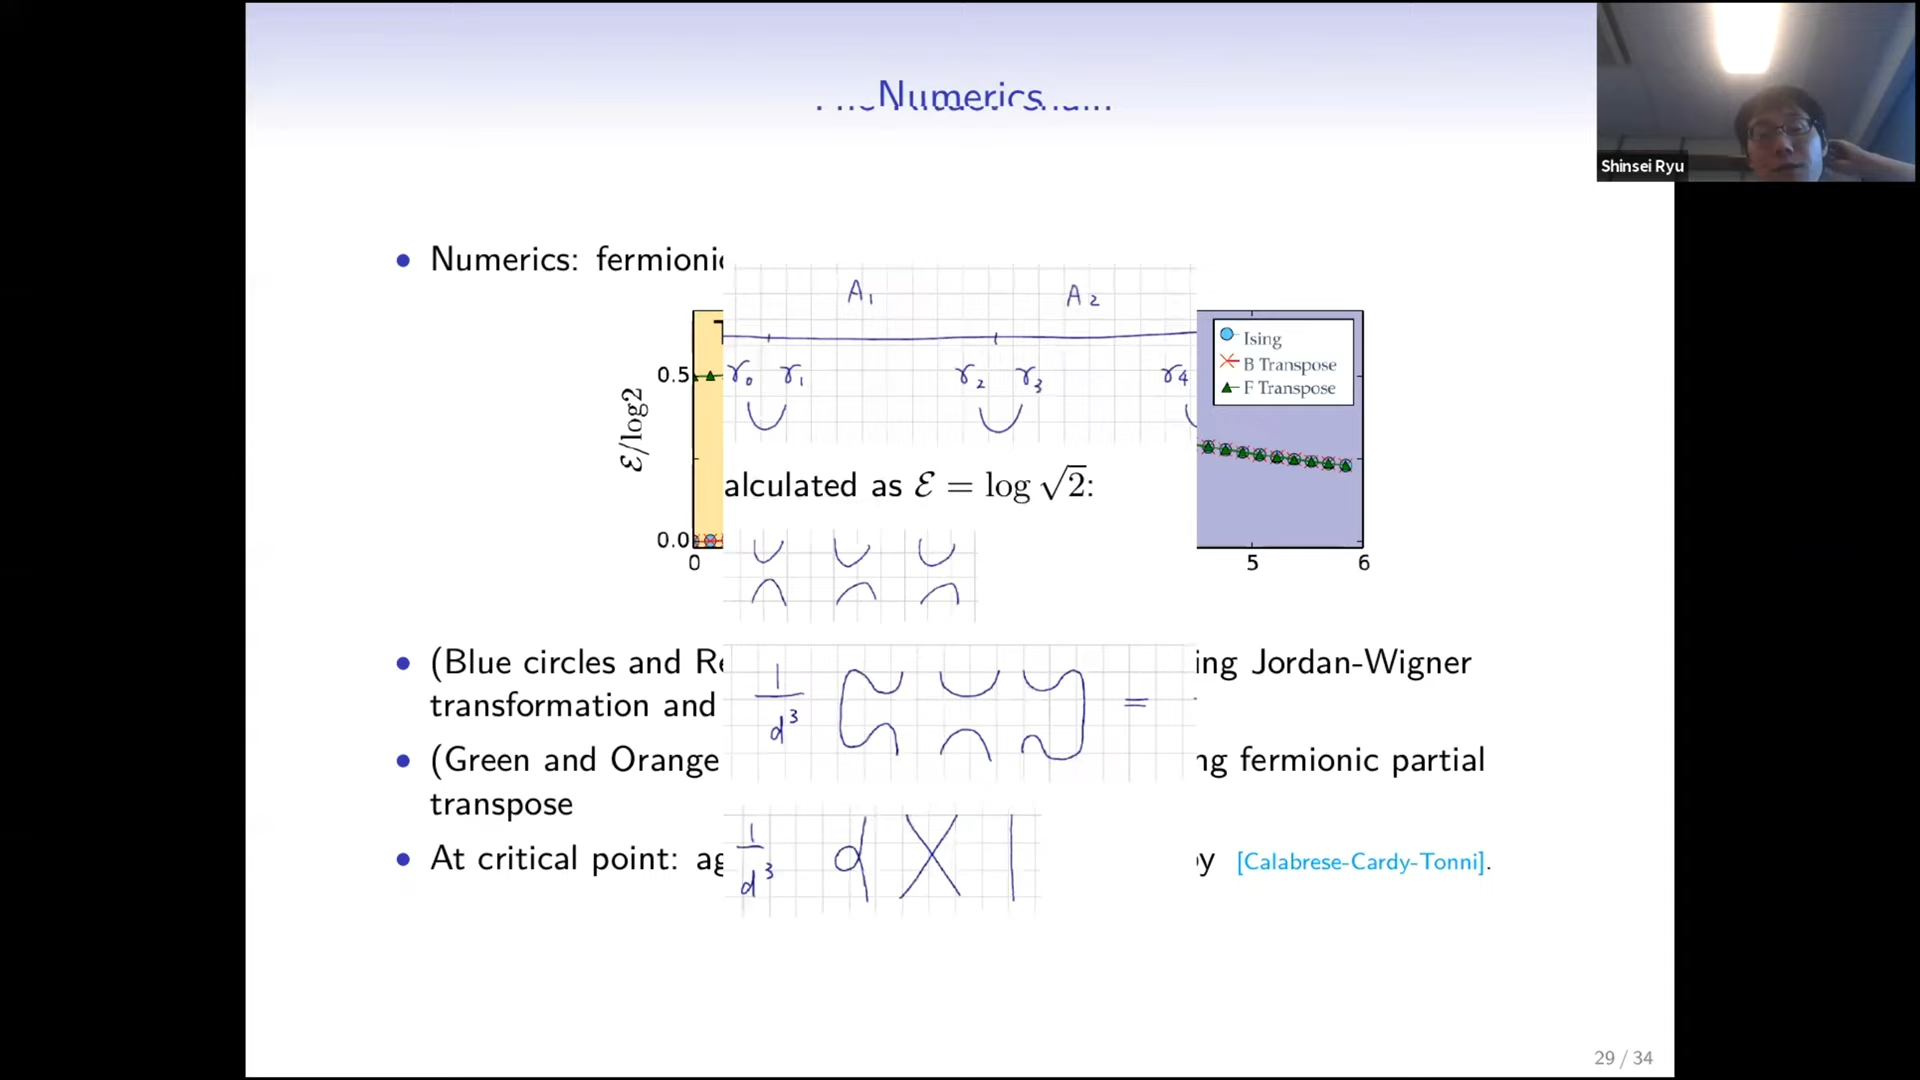 Numerics
Shinsei Ryu
• Numerics: fermionic
A₁ A₂
Ising
B Transpose
F Transpose
0.5
γ₀ γ₁ γ₂ γ₃ γ₄
ℰ/log2
alculated as ℰ = log √2:
0.0
0 5 6
• (Blue circles and Re ing Jordan-Wigner
transformation and
1/d³ =
• (Green and Orange ng fermionic partial
transpose
• At critical point: ag y [Calabrese-Cardy-Tonni].
1/d³
29 / 34